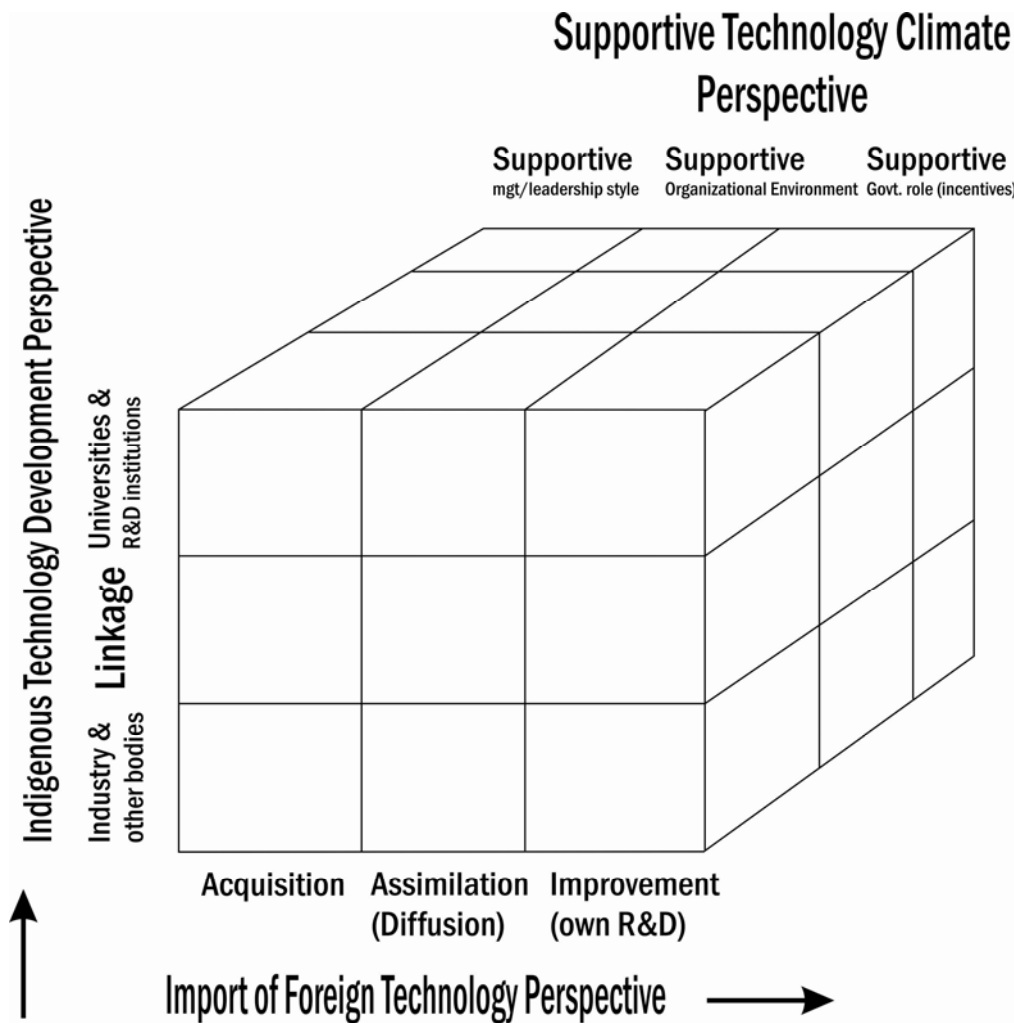 Supportive Technology Climate
Perspective
Supportive
mgt/leadership style
Supportive
Organizational Environment
Supportive
Govt. role (incentives)
Indigenous Technology Development Perspective
Universities &
R&D institutions
Linkage
Industry &
other bodies
Acquisition
Assimilation
(Diffusion)
Improvement
(own R&D)
Import of Foreign Technology Perspective